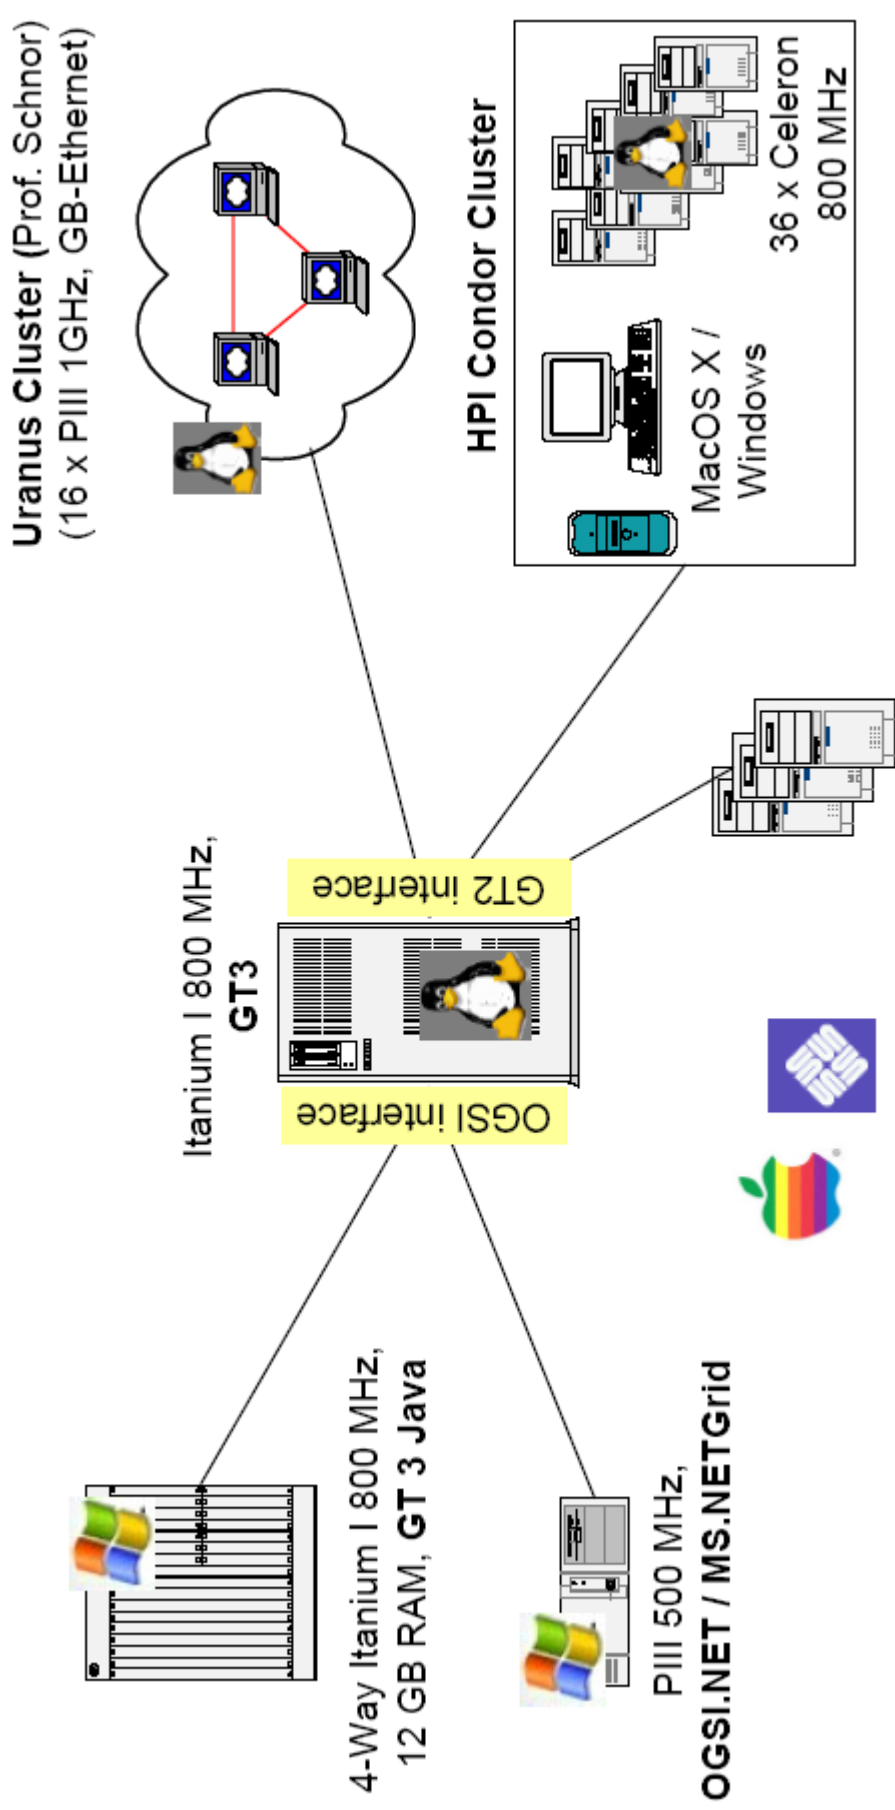 4-Way Itanium I 800 MHz,
12 GB RAM, GT 3 Java
PIII 500 MHz,
OGSI.NET / MS.NETGrid
Itanium I 800 MHz,
GT3
OGSI interface
GT2 interface
Uranus Cluster (Prof. Schnor)
(16 x PIII 1GHz, GB-Ethernet)
HPI Condor Cluster
MacOS X /
Windows
36 x Celeron
800 MHz